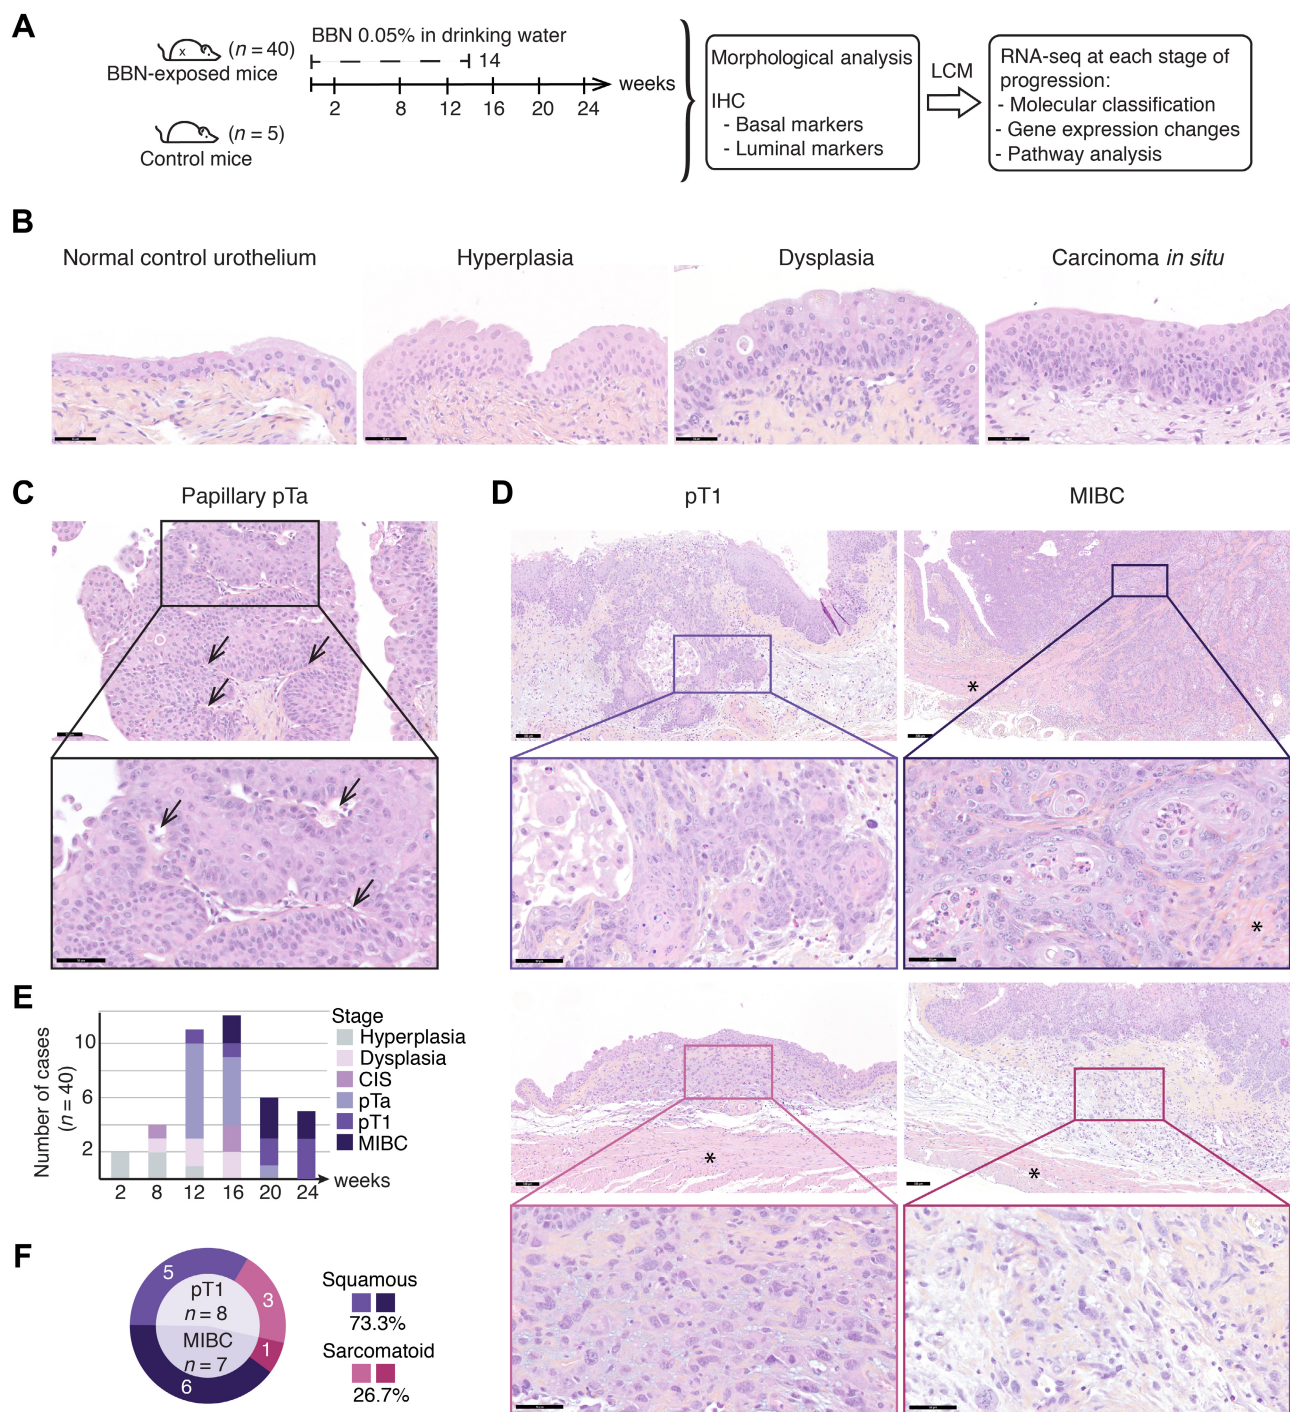 A
(n = 40)
BBN-exposed mice
BBN 0.05% in drinking water
14
weeks
2 8 12 16 20 24
(n = 5)
Control mice
Morphological analysis
IHC
- Basal markers
- Luminal markers
LCM
RNA-seq at each stage of
progression:
- Molecular classification
- Gene expression changes
- Pathway analysis
B
Normal control urothelium
Hyperplasia
Dysplasia
Carcinoma in situ
C
Papillary pTa
D
pT1
MIBC
*
*
*
*
E
Number of cases
(n = 40)
10
6
2
2 8 12 16 20 24
weeks
Stage
Hyperplasia
Dysplasia
CIS
pTa
pT1
MIBC
F
5
3
1
6
pT1
n = 8
MIBC
n = 7
Squamous
73.3%
Sarcomatoid
26.7%